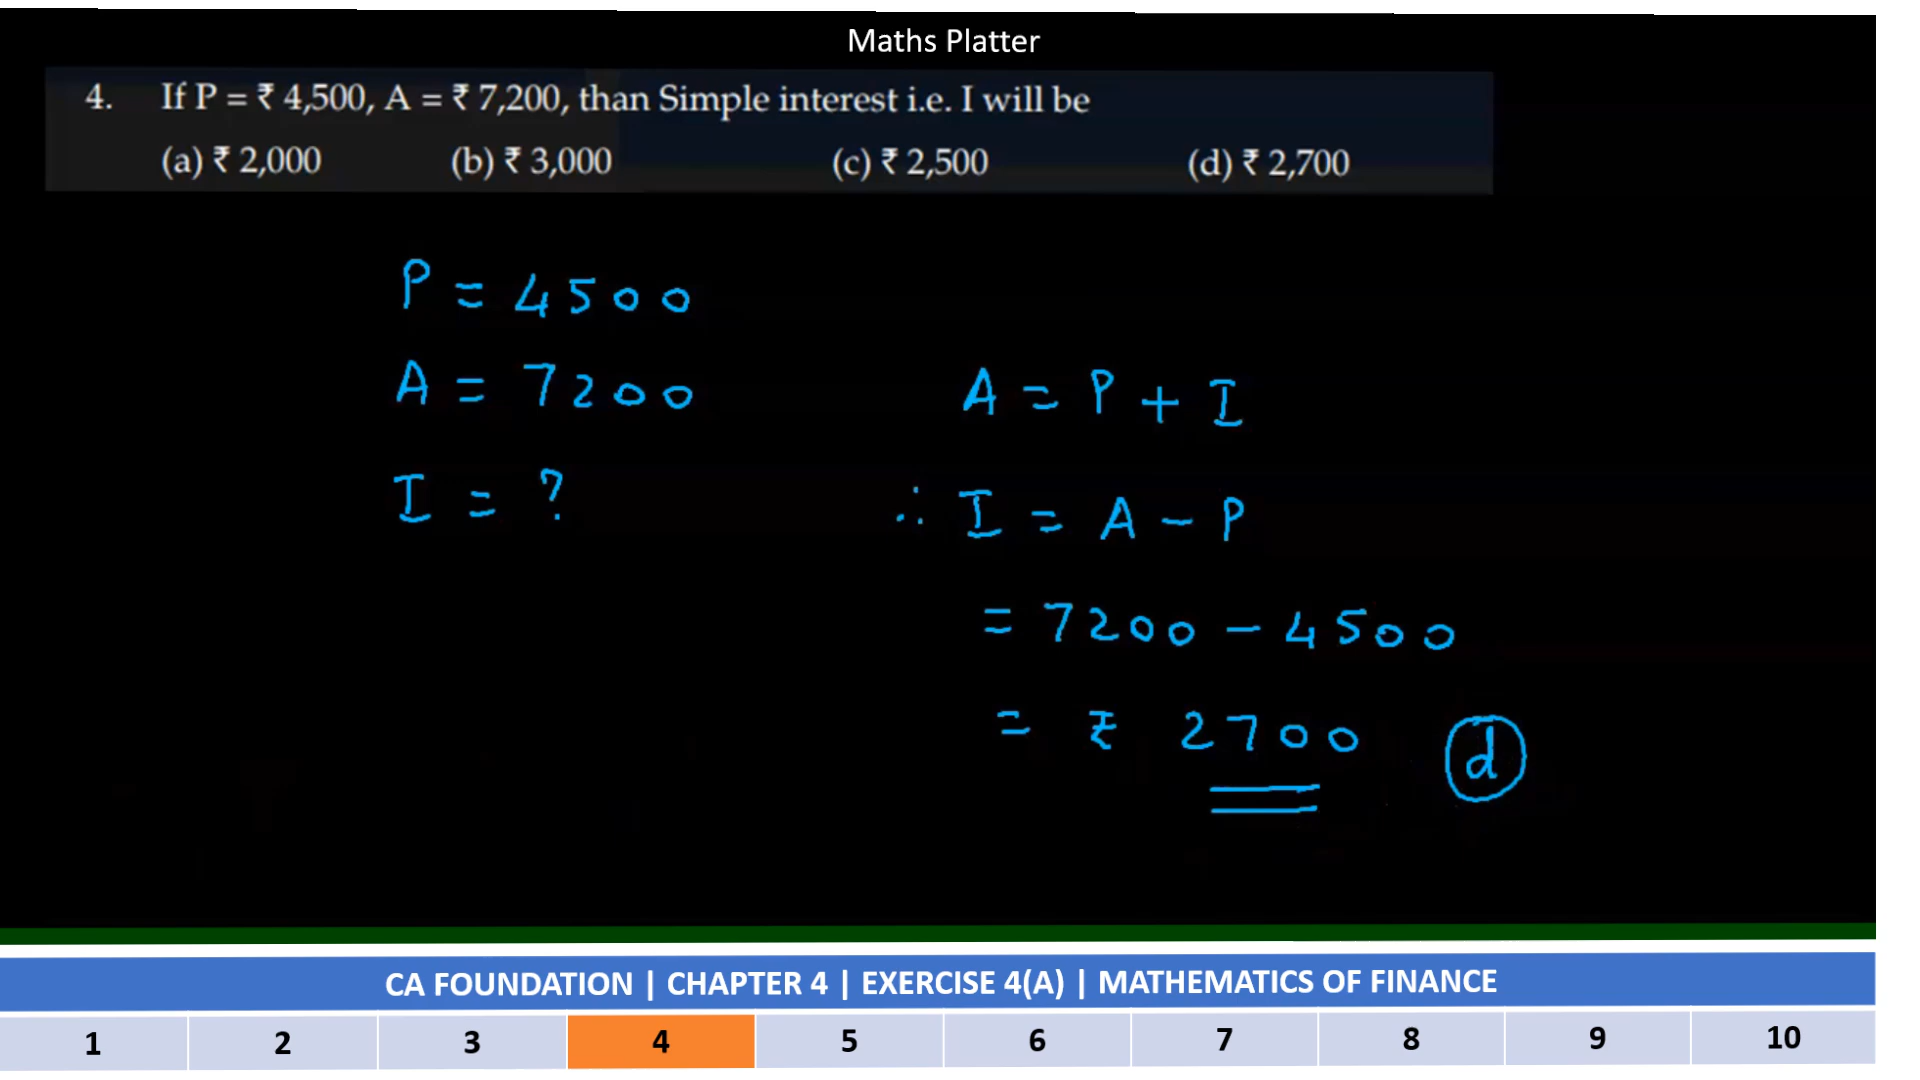 Maths Platter
4. If P = ₹ 4,500, A = ₹ 7,200, than Simple interest i.e. I will be
(a) ₹ 2,000 (b) ₹ 3,000 (c) ₹ 2,500 (d) ₹ 2,700
P = 4500
A = 7200
I = ?
A = P + I
∴ I = A - P
= 7200 - 4500
= ₹ 2700 d
CA FOUNDATION | CHAPTER 4 | EXERCISE 4(A) | MATHEMATICS OF FINANCE
1 2 3 4 5 6 7 8 9 10